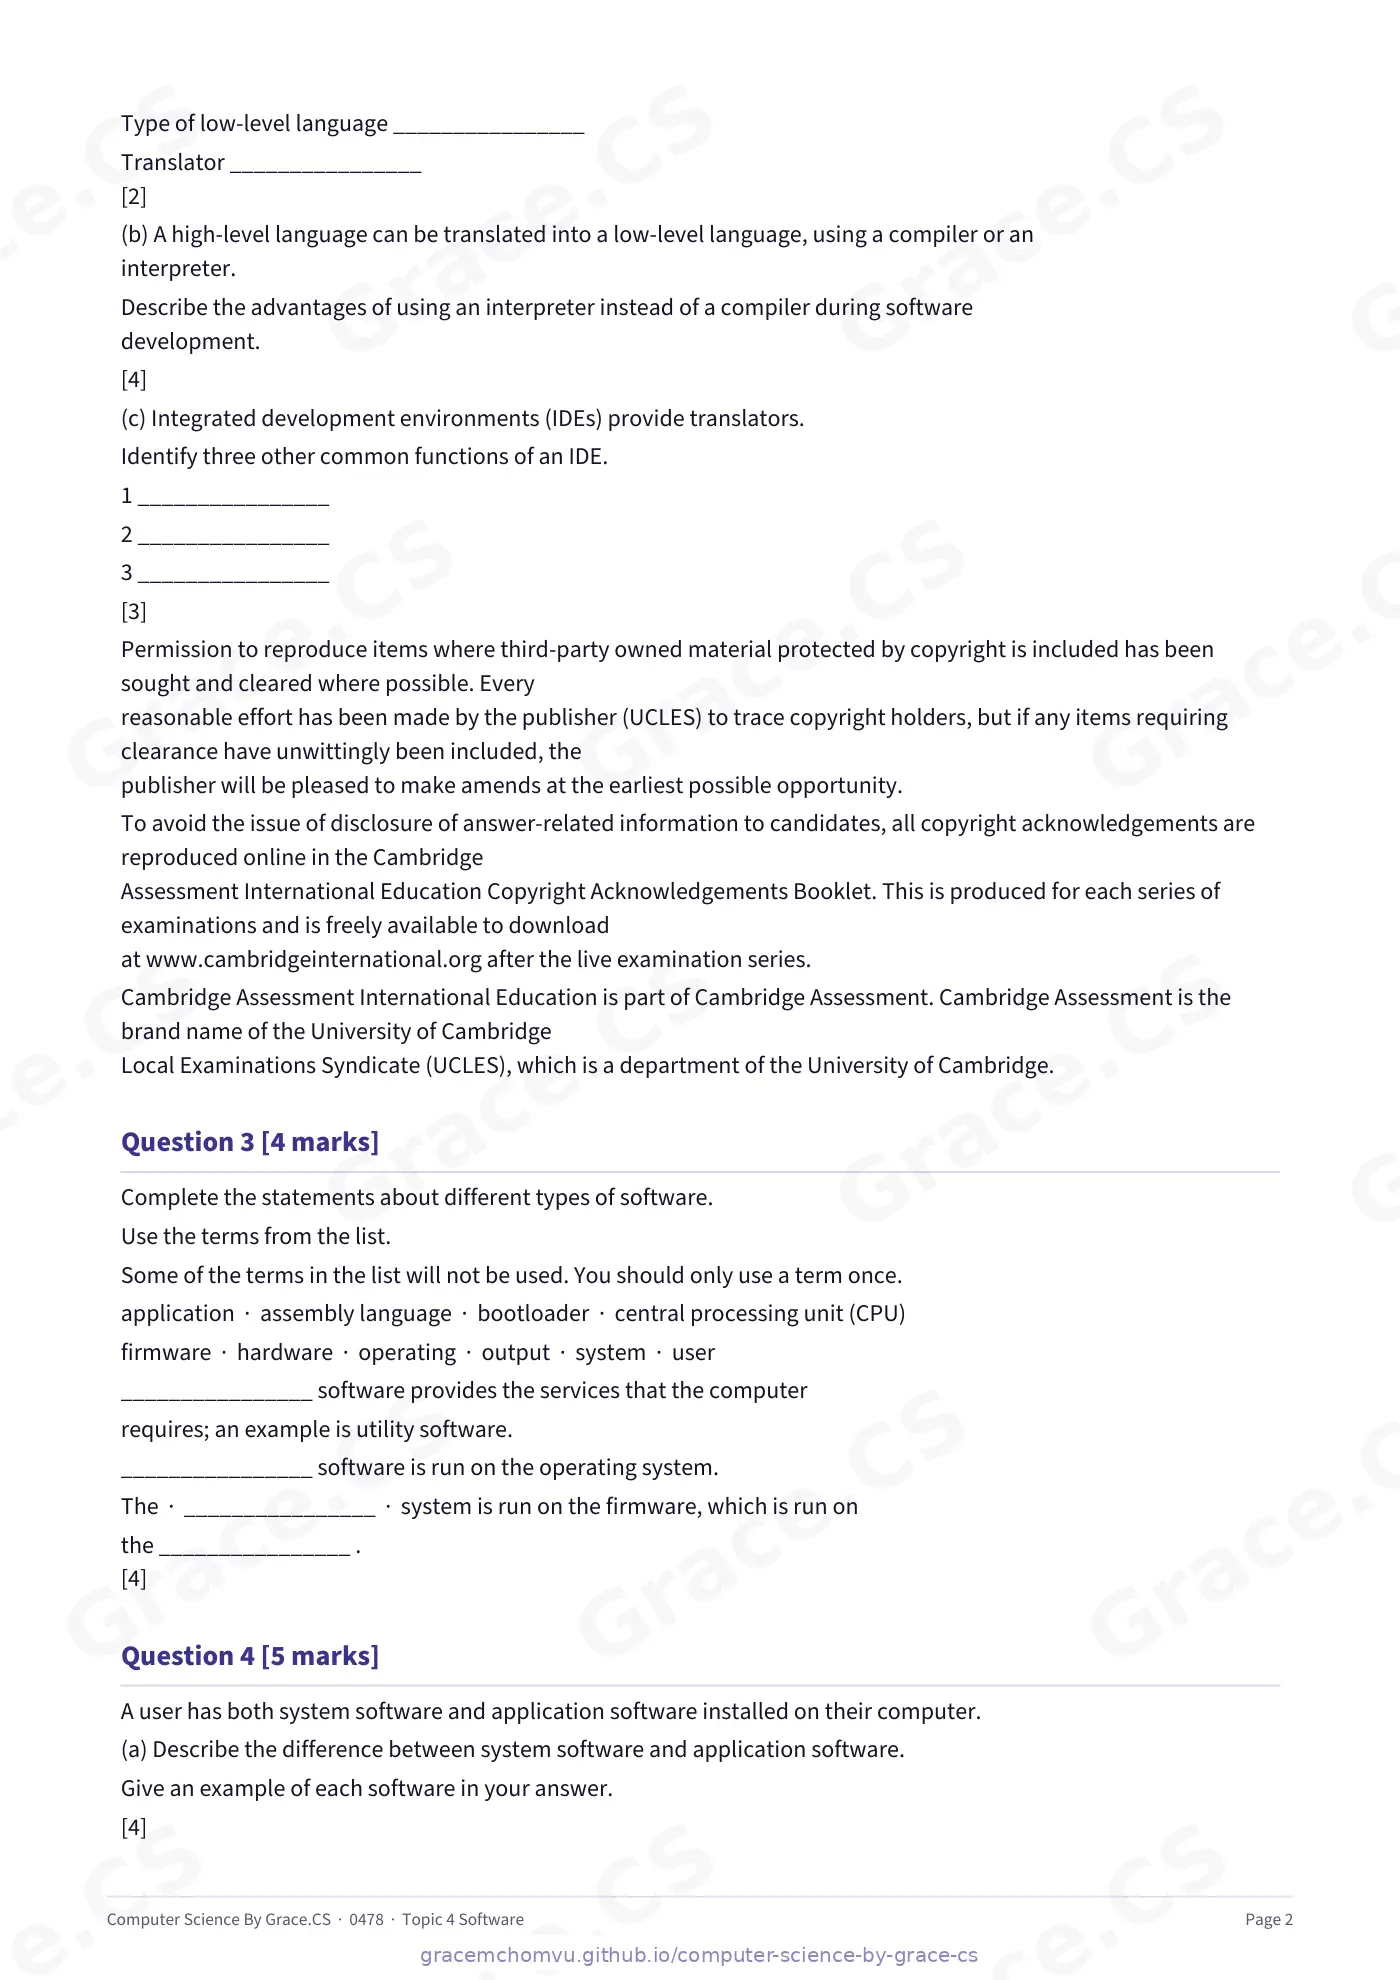 Type of low-level language ________________
Translator ________________
[2]
(b) A high-level language can be translated into a low-level language, using a compiler or an
interpreter.
Describe the advantages of using an interpreter instead of a compiler during software
development.
[4]
(c) Integrated development environments (IDEs) provide translators.
Identify three other common functions of an IDE.
1 ________________
2 ________________
3 ________________
[3]
Permission to reproduce items where third-party owned material protected by copyright is included has been
sought and cleared where possible. Every
reasonable effort has been made by the publisher (UCLES) to trace copyright holders, but if any items requiring
clearance have unwittingly been included, the
publisher will be pleased to make amends at the earliest possible opportunity.
To avoid the issue of disclosure of answer-related information to candidates, all copyright acknowledgements are
reproduced online in the Cambridge
Assessment International Education Copyright Acknowledgements Booklet. This is produced for each series of
examinations and is freely available to download
at www.cambridgeinternational.org after the live examination series.
Cambridge Assessment International Education is part of Cambridge Assessment. Cambridge Assessment is the
brand name of the University of Cambridge
Local Examinations Syndicate (UCLES), which is a department of the University of Cambridge.
Question 3 [4 marks]
Complete the statements about different types of software.
Use the terms from the list.
Some of the terms in the list will not be used. You should only use a term once.
application · assembly language · bootloader · central processing unit (CPU)
firmware · hardware · operating · output · system · user
________________ software provides the services that the computer
requires; an example is utility software.
________________ software is run on the operating system.
The · ________________ · system is run on the firmware, which is run on
the ________________ .
[4]
Question 4 [5 marks]
A user has both system software and application software installed on their computer.
(a) Describe the difference between system software and application software.
Give an example of each software in your answer.
[4]
Computer Science By Grace.CS · 0478 · Topic 4 Software
Page 2
gracemchomvu.github.io/computer-science-by-grace-cs
Grace.CS